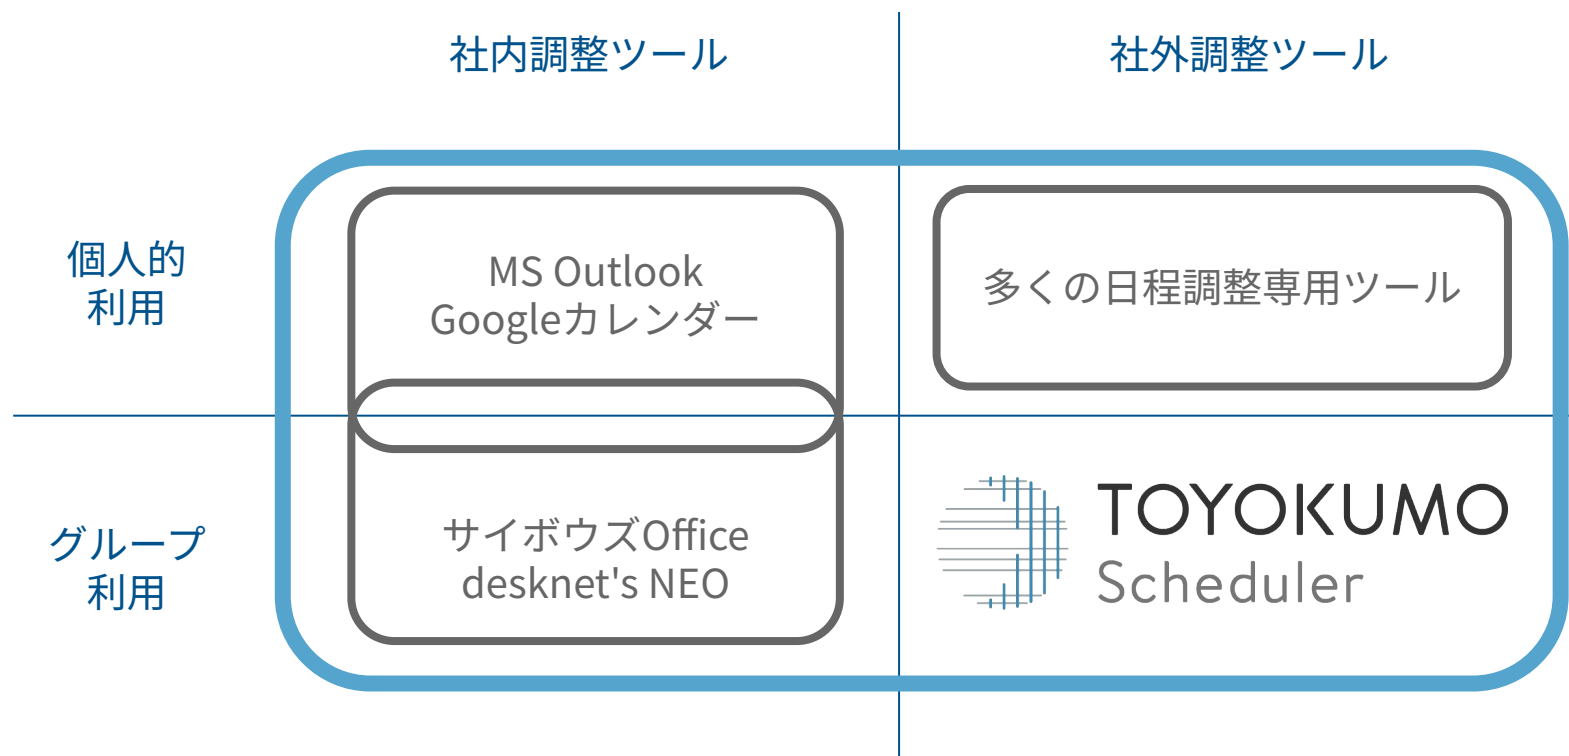 社内調整ツール
社外調整ツール
個人的
利用
MS Outlook
Googleカレンダー
多くの日程調整専用ツール
グループ
利用
サイボウズOffice
desknet's NEO
TOYOKUMO
Scheduler